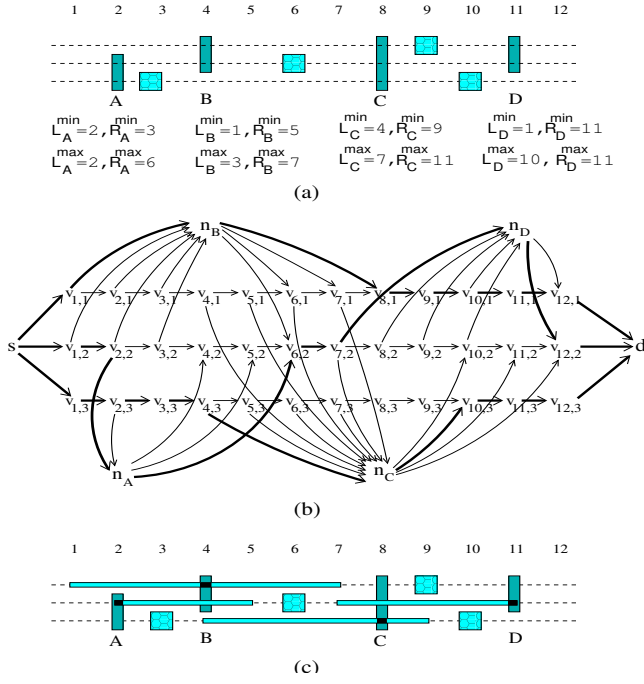 1 2 3 4 5 6 7 8 9 10 11 12
A B C D
L_A^min=2,R_A^min=3 L_B^min=1,R_B^min=5 L_C^min=4,R_C^min=9 L_D^min=1,R_D^min=11
L_A^max=2,R_A^max=6 L_B^max=3,R_B^max=7 L_C^max=7,R_C^max=11 L_D^max=10,R_D^max=11
(a)
n_B n_D
v_1,1 v_2,1 v_3,1 v_4,1 v_5,1 v_6,1 v_7,1 v_8,1 v_9,1 v_10,1 v_11,1 v_12,1
s v_1,2 v_2,2 v_3,2 v_4,2 v_5,2 v_6,2 v_7,2 v_8,2 v_9,2 v_10,2 v_11,2 v_12,2 d
v_1,3 v_2,3 v_3,3 v_4,3 v_5,3 v_6,3 v_7,3 v_8,3 v_9,3 v_10,3 v_11,3 v_12,3
n_A n_C
(b)
1 2 3 4 5 6 7 8 9 10 11 12
A B C D
(c)